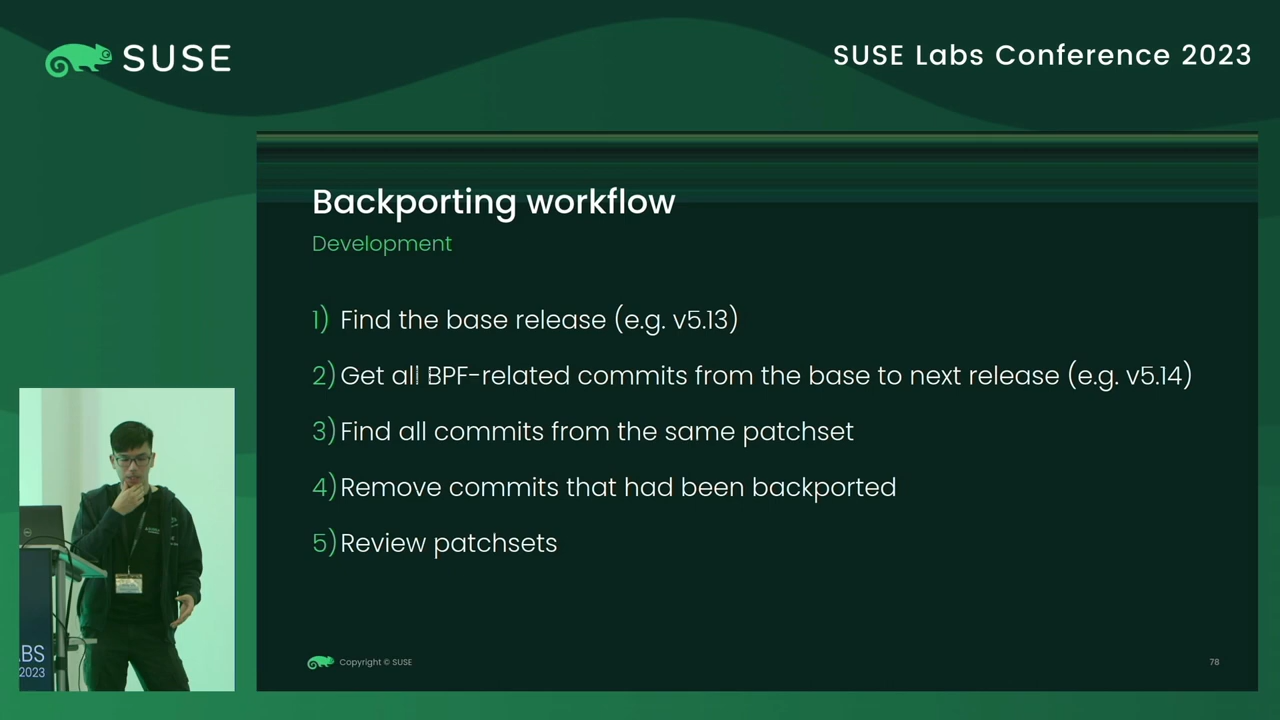 SUSE
SUSE Labs Conference 2023
Backporting workflow
Development
1) Find the base release (e.g. v5.13)
2) Get all BPF-related commits from the base to next release (e.g. v5.14)
3) Find all commits from the same patchset
4) Remove commits that had been backported
5) Review patchsets
ABS
2023
Copyright © SUSE
78